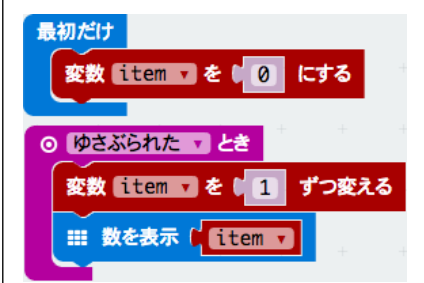 最初だけ
変数 item を 0 にする
ゆさぶられた とき
変数 item を 1 ずつ変える
数を表示 item